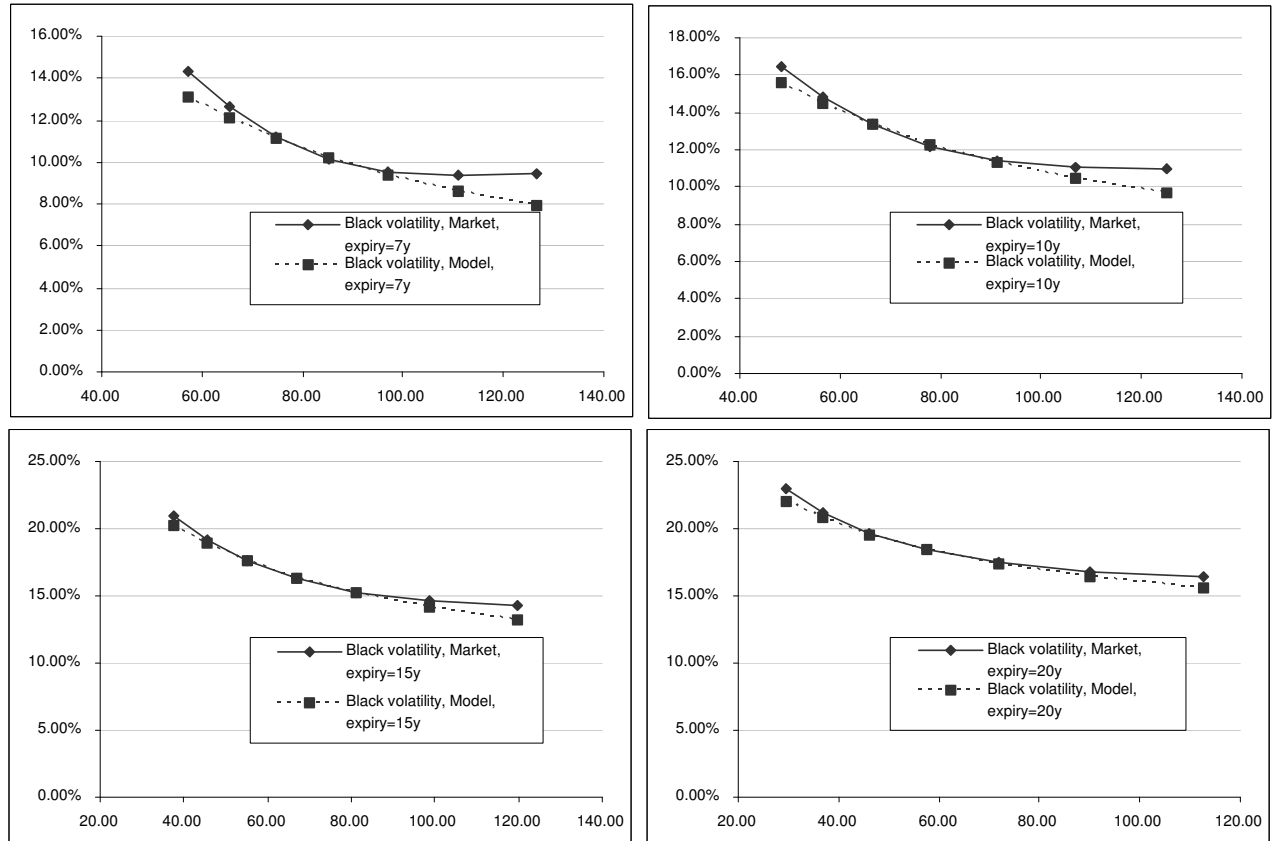 16.00%
14.00%
12.00%
10.00%
8.00%
6.00%
4.00%
2.00%
0.00%
40.00 60.00 80.00 100.00 120.00 140.00
Black volatility, Market,
expiry=7y
Black volatility, Model,
expiry=7y
18.00%
16.00%
14.00%
12.00%
10.00%
8.00%
6.00%
4.00%
2.00%
0.00%
40.00 60.00 80.00 100.00 120.00 140.00
Black volatility, Market,
expiry=10y
Black volatility, Model,
expiry=10y
25.00%
20.00%
15.00%
10.00%
5.00%
0.00%
20.00 40.00 60.00 80.00 100.00 120.00 140.00
Black volatility, Market,
expiry=15y
Black volatility, Model,
expiry=15y
25.00%
20.00%
15.00%
10.00%
5.00%
0.00%
20.00 40.00 60.00 80.00 100.00 120.00
Black volatility, Market,
expiry=20y
Black volatility, Model,
expiry=20y